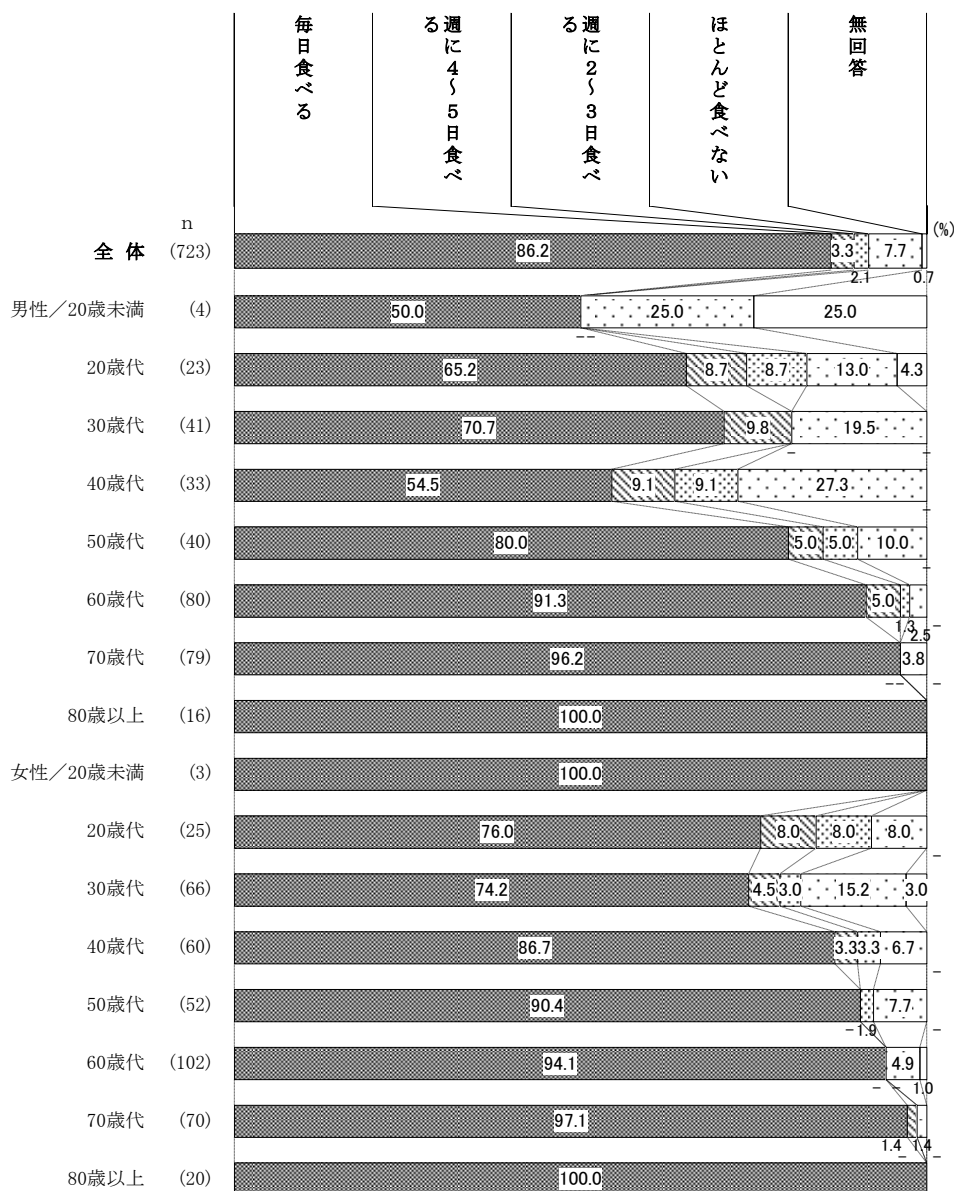 毎日食べる
週に４～５日食べる
週に２～３日食べる
ほとんど食べない
無回答
n
(%)
全 体 (723) 86.2 3.3 2.1 7.7 0.7
男性／20歳未満 (4) 50.0 － － 25.0 25.0
20歳代 (23) 65.2 8.7 8.7 13.0 4.3
30歳代 (41) 70.7 9.8 － 19.5 －
40歳代 (33) 54.5 9.1 9.1 27.3 －
50歳代 (40) 80.0 5.0 5.0 10.0 －
60歳代 (80) 91.3 5.0 1.3 2.5 －
70歳代 (79) 96.2 － － 3.8 －
80歳以上 (16) 100.0
女性／20歳未満 (3) 100.0
20歳代 (25) 76.0 8.0 8.0 8.0 －
30歳代 (66) 74.2 4.5 3.0 15.2 3.0
40歳代 (60) 86.7 3.3 3.3 6.7 －
50歳代 (52) 90.4 － 1.9 7.7 －
60歳代 (102) 94.1 － － 4.9 1.0
70歳代 (70) 97.1 1.4 － 1.4 －
80歳以上 (20) 100.0